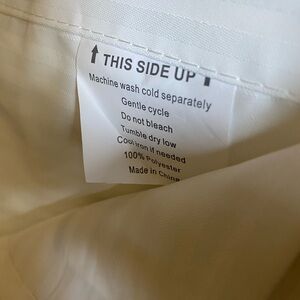 ↑ THIS SIDE UP ↑
Machine wash cold separately
Gentle cycle
Do not bleach
Tumble dry low
Cool iron if needed
100% Polyester
Made in China